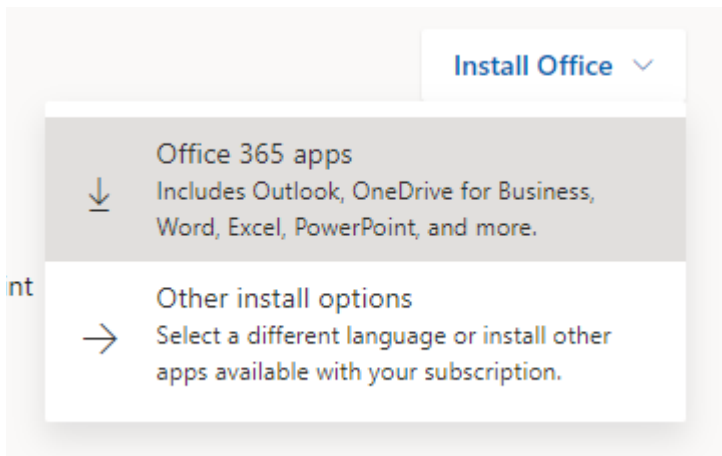 Install Office
Office 365 apps
Includes Outlook, OneDrive for Business,
Word, Excel, PowerPoint, and more.
int
Other install options
Select a different language or install other
apps available with your subscription.